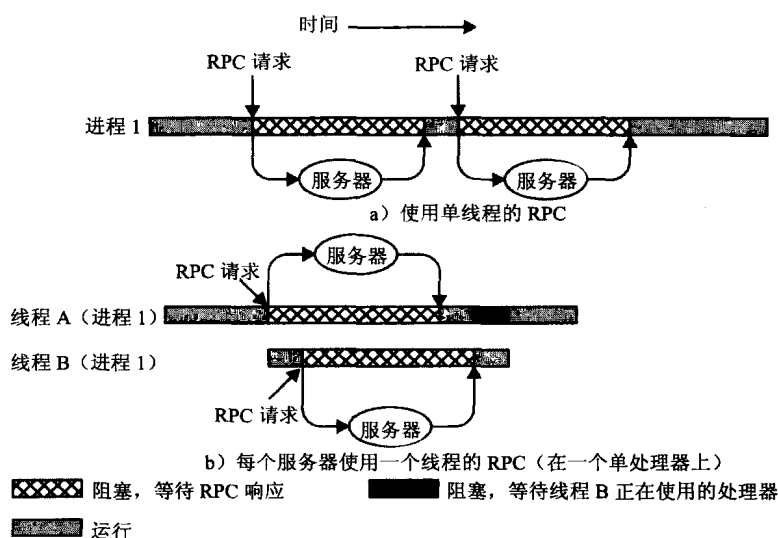 时间
RPC 请求
RPC 请求
进程 1
服务器
服务器
a）使用单线程的 RPC
服务器
RPC 请求
线程 A（进程 1）
线程 B（进程 1）
RPC 请求
服务器
b）每个服务器使用一个线程的 RPC（在一个单处理器上）
阻塞，等待 RPC 响应
阻塞，等待线程 B 正在使用的处理器
运行